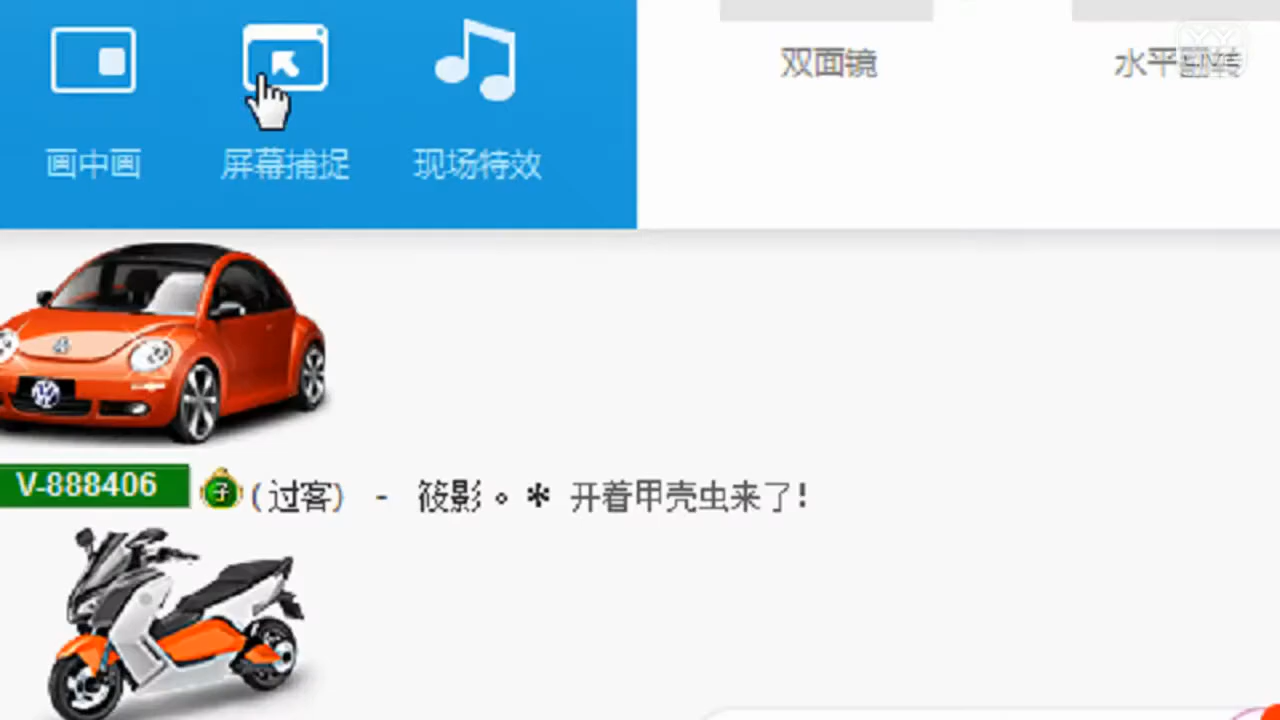 双面镜
水平翻转
画中画
屏幕捕捉
现场特效
V-888406 子 (过客) - 筱影。* 开着甲壳虫来了!